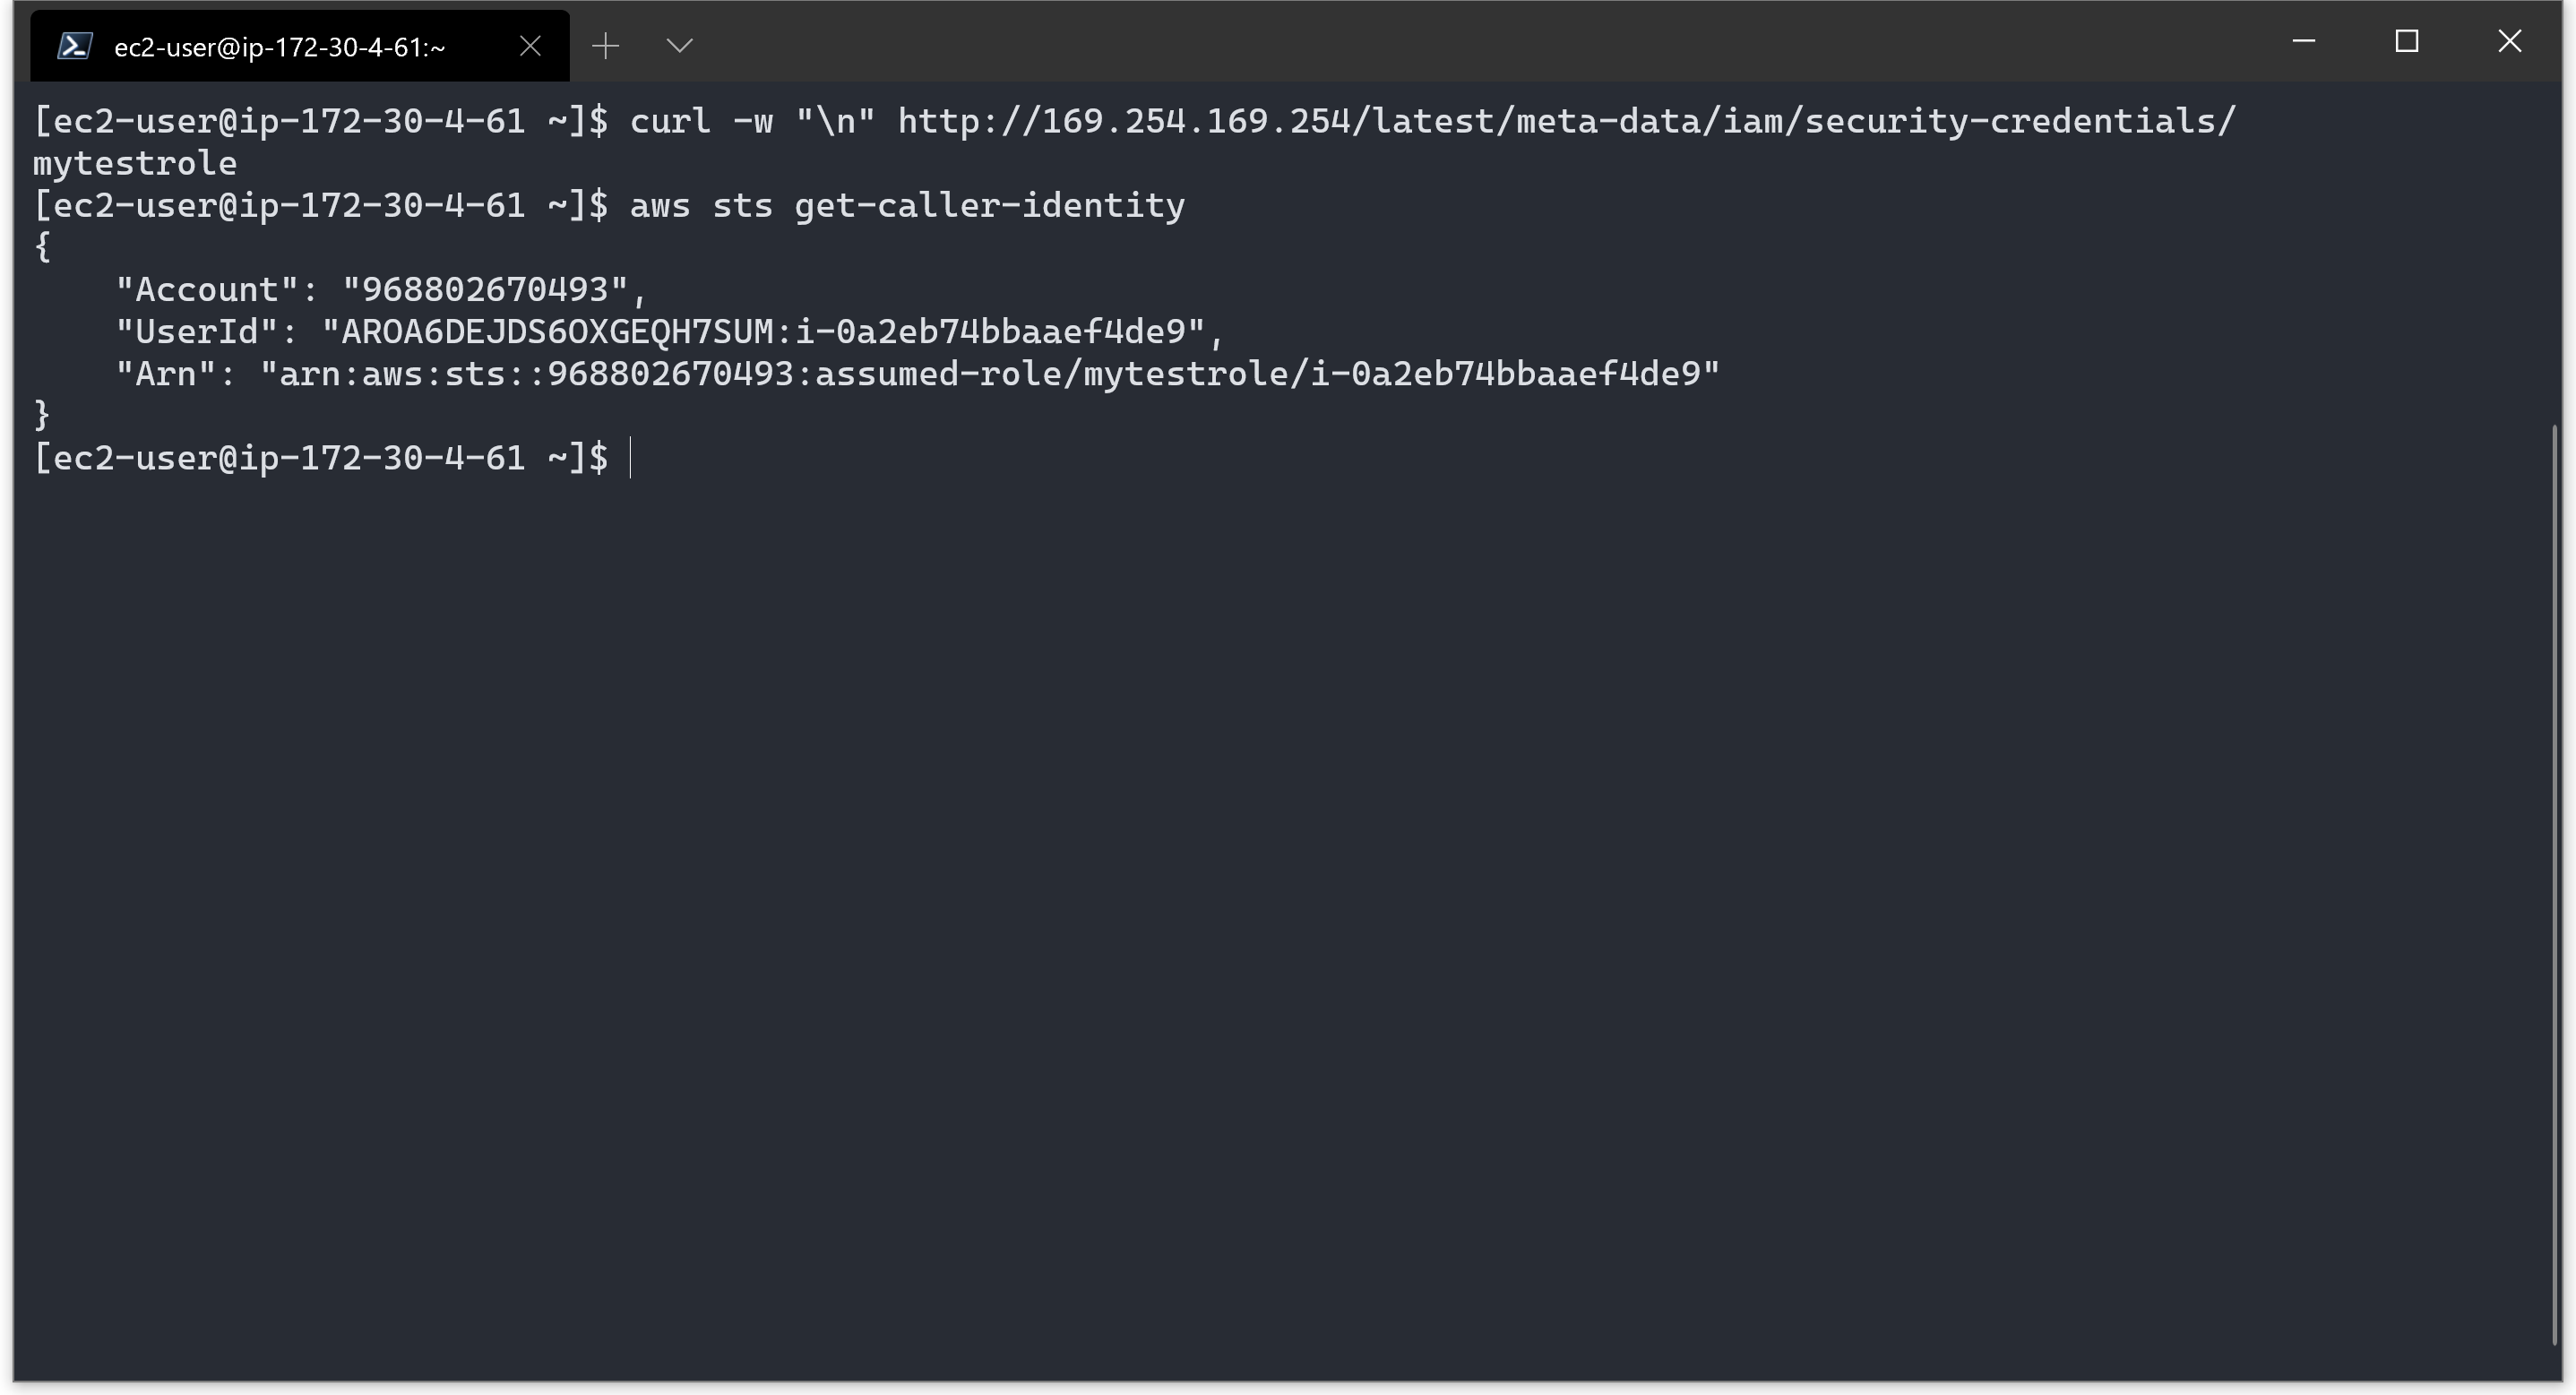 ec2-user@ip-172-30-4-61:~
[ec2-user@ip-172-30-4-61 ~]$ curl -w "\n" http://169.254.169.254/latest/meta-data/iam/security-credentials/
mytestrole
[ec2-user@ip-172-30-4-61 ~]$ aws sts get-caller-identity
{
    "Account": "968802670493",
    "UserId": "AROA6DEJDS6OXGEQH7SUM:i-0a2eb74bbaaef4de9",
    "Arn": "arn:aws:sts::968802670493:assumed-role/mytestrole/i-0a2eb74bbaaef4de9"
}
[ec2-user@ip-172-30-4-61 ~]$